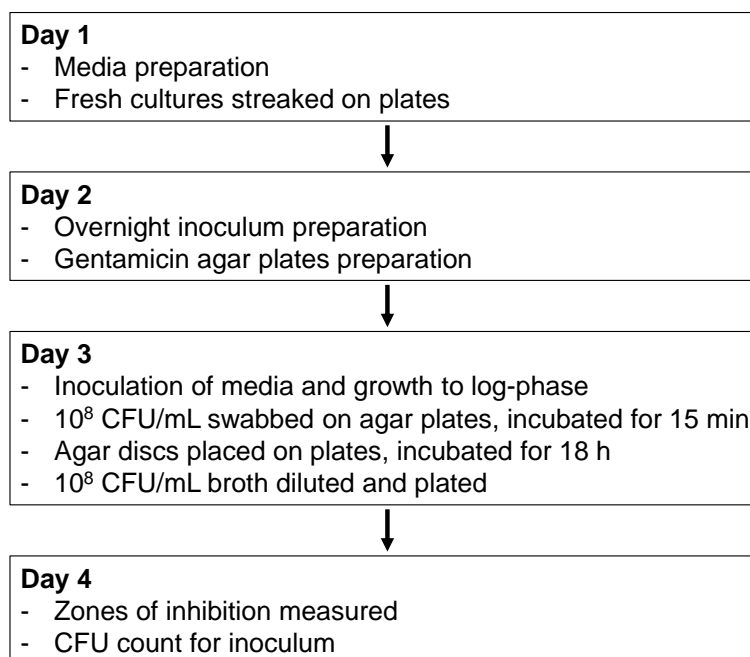 Day 1
- Media preparation
- Fresh cultures streaked on plates
Day 2
- Overnight inoculum preparation
- Gentamicin agar plates preparation
Day 3
- Inoculation of media and growth to log-phase
- 10⁸ CFU/mL swabbed on agar plates, incubated for 15 min
- Agar discs placed on plates, incubated for 18 h
- 10⁸ CFU/mL broth diluted and plated
Day 4
- Zones of inhibition measured
- CFU count for inoculum